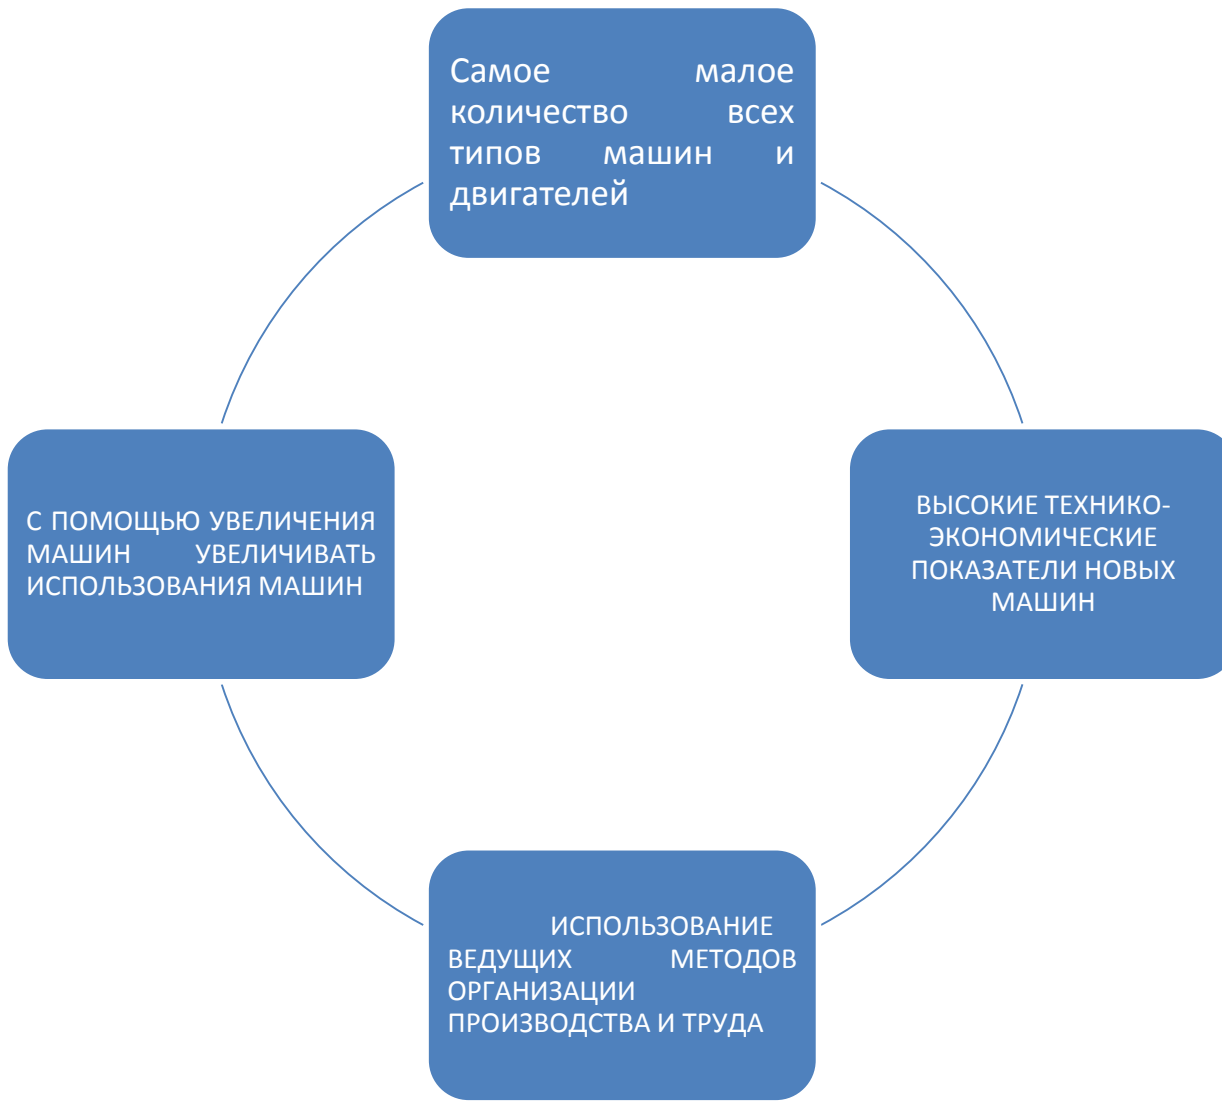 Самое малое
количество всех
типов машин и
двигателей
ВЫСОКИЕ ТЕХНИКО-
ЭКОНОМИЧЕСКИЕ
ПОКАЗАТЕЛИ НОВЫХ
МАШИН
ИСПОЛЬЗОВАНИЕ
ВЕДУЩИХ МЕТОДОВ
ОРГАНИЗАЦИИ
ПРОИЗВОДСТВА И ТРУДА
С ПОМОЩЬЮ УВЕЛИЧЕНИЯ
МАШИН УВЕЛИЧИВАТЬ
ИСПОЛЬЗОВАНИЯ МАШИН